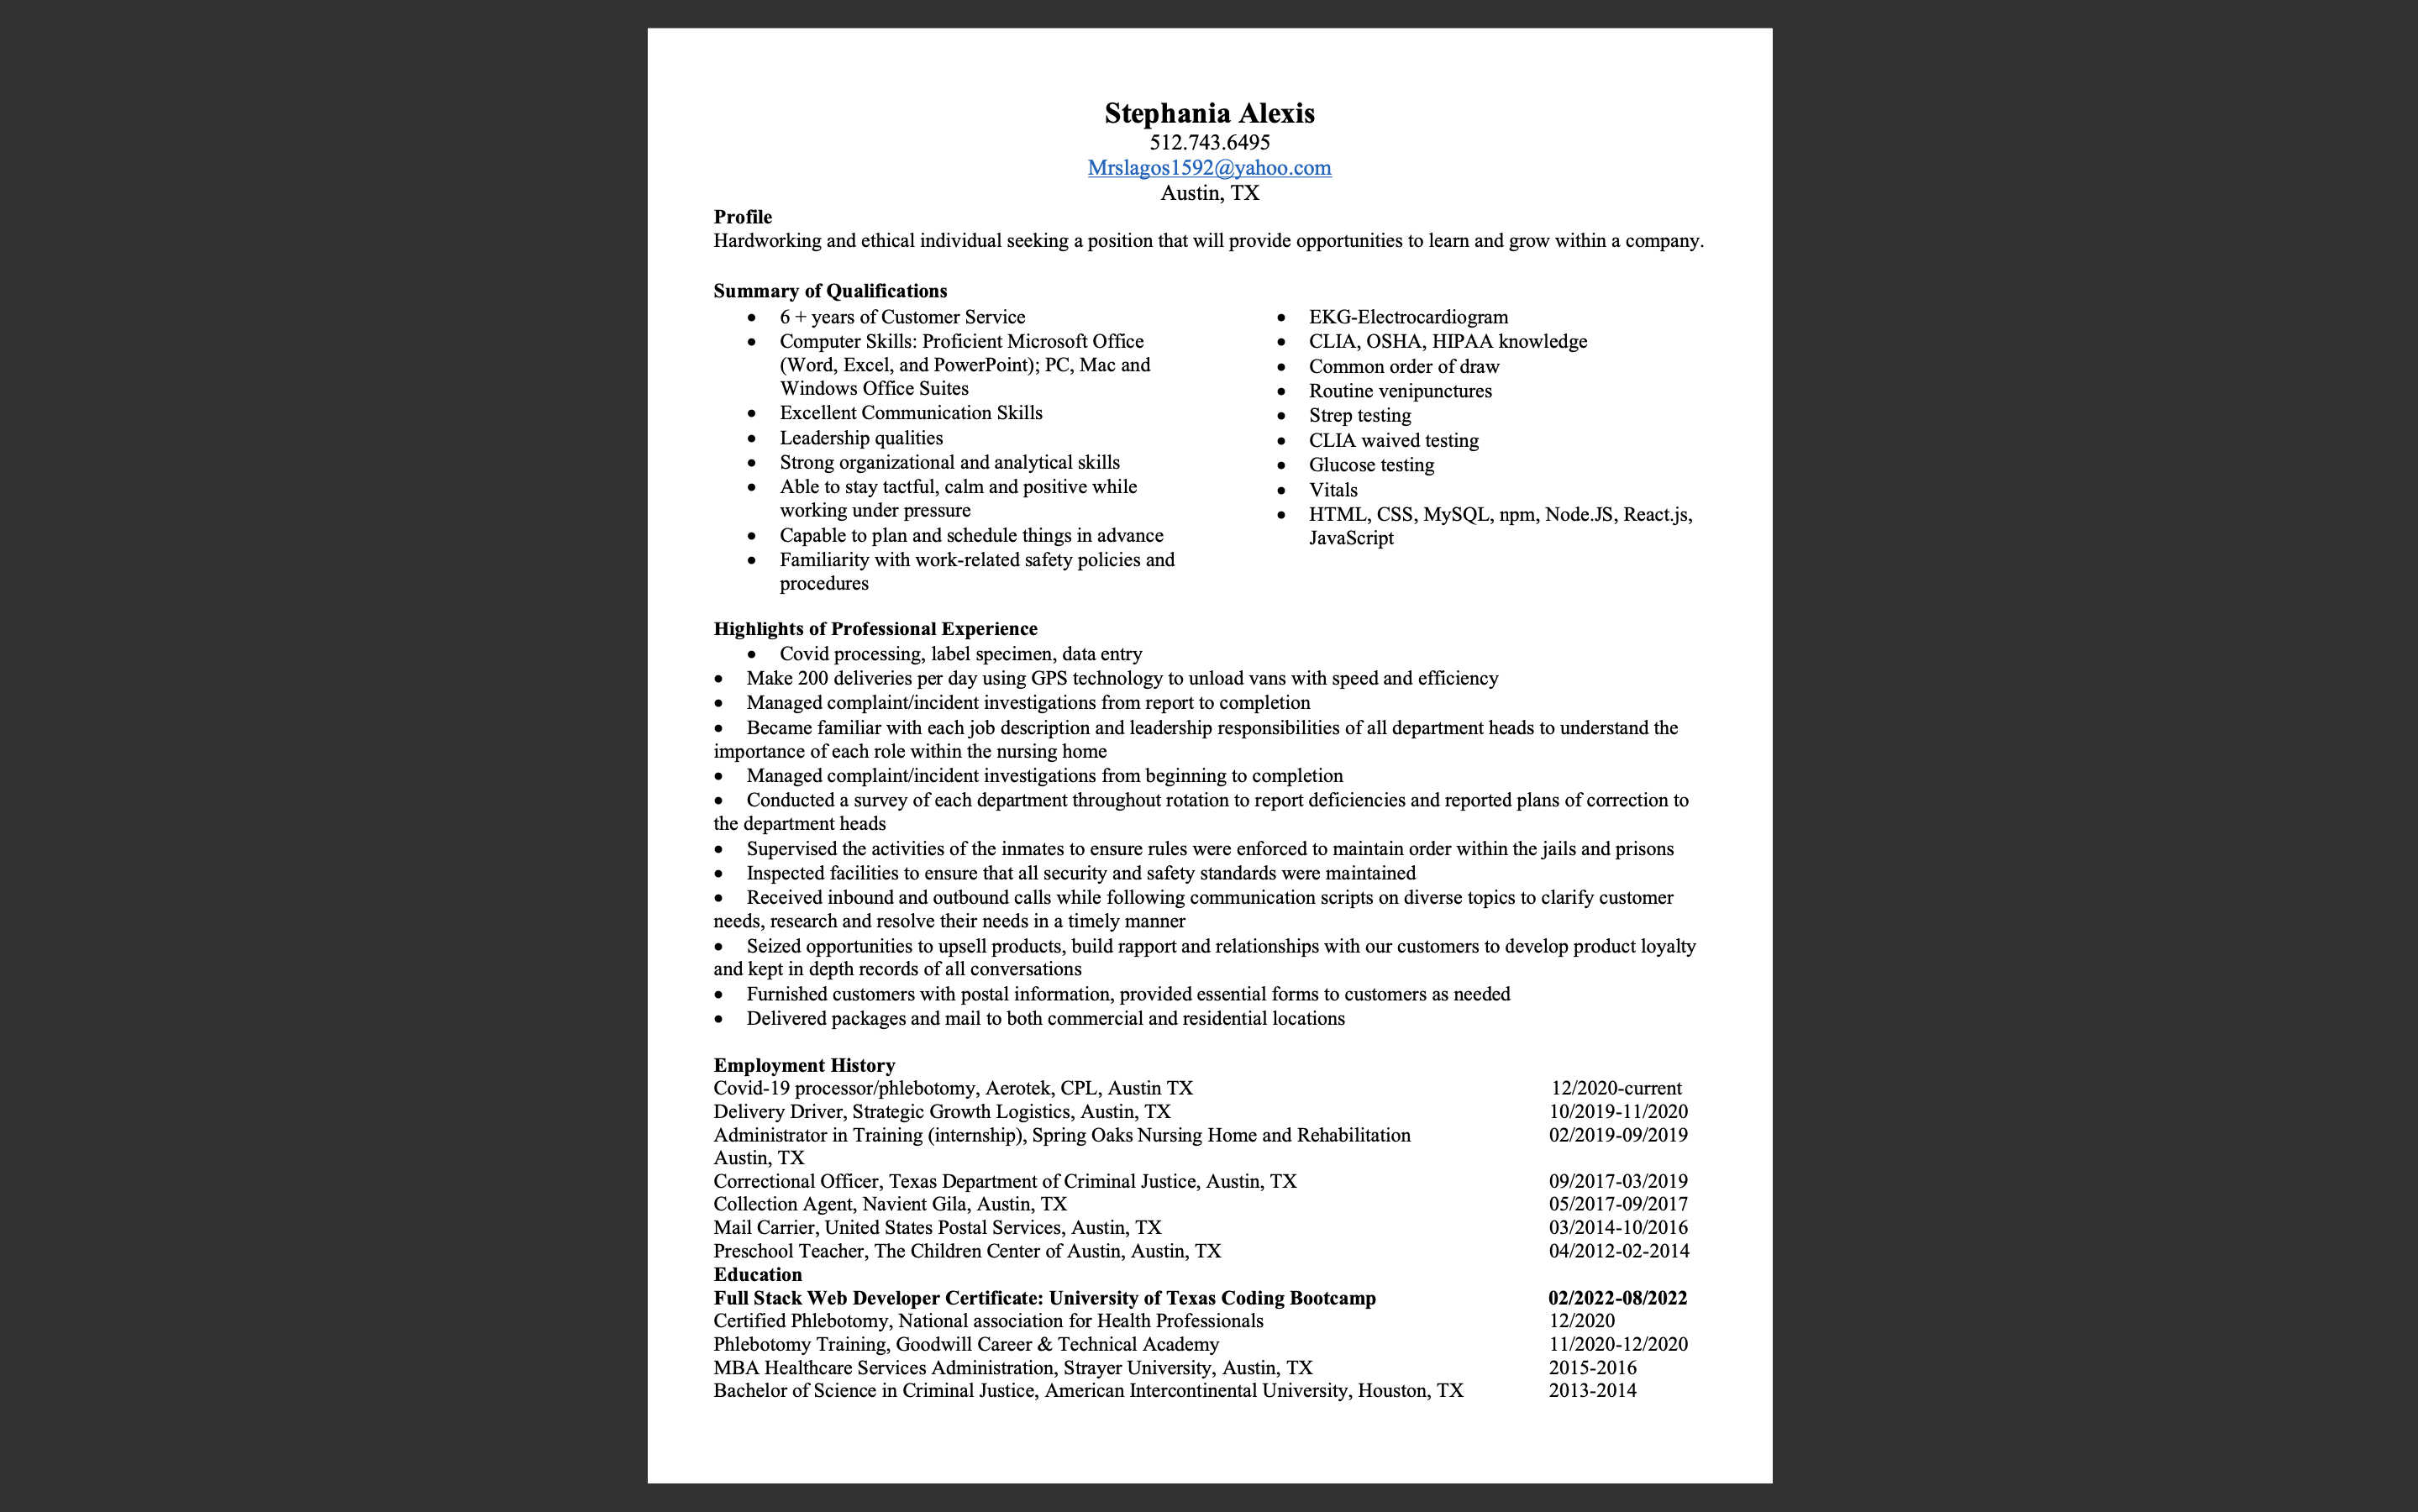 Stephania Alexis
512.743.6495
Mrslagos1592@yahoo.com
Austin, TX
Profile
Hardworking and ethical individual seeking a position that will provide opportunities to learn and grow within a company.
Summary of Qualifications
• 6 + years of Customer Service
• Computer Skills: Proficient Microsoft Office
(Word, Excel, and PowerPoint); PC, Mac and
Windows Office Suites
• Excellent Communication Skills
• Leadership qualities
• Strong organizational and analytical skills
• Able to stay tactful, calm and positive while
working under pressure
• Capable to plan and schedule things in advance
• Familiarity with work-related safety policies and
procedures
• EKG-Electrocardiogram
• CLIA, OSHA, HIPAA knowledge
• Common order of draw
• Routine venipunctures
• Strep testing
• CLIA waived testing
• Glucose testing
• Vitals
• HTML, CSS, MySQL, npm, Node.JS, React.js,
JavaScript
Highlights of Professional Experience
• Covid processing, label specimen, data entry
• Make 200 deliveries per day using GPS technology to unload vans with speed and efficiency
• Managed complaint/incident investigations from report to completion
• Became familiar with each job description and leadership responsibilities of all department heads to understand the
importance of each role within the nursing home
• Managed complaint/incident investigations from beginning to completion
• Conducted a survey of each department throughout rotation to report deficiencies and reported plans of correction to
the department heads
• Supervised the activities of the inmates to ensure rules were enforced to maintain order within the jails and prisons
• Inspected facilities to ensure that all security and safety standards were maintained
• Received inbound and outbound calls while following communication scripts on diverse topics to clarify customer
needs, research and resolve their needs in a timely manner
• Seized opportunities to upsell products, build rapport and relationships with our customers to develop product loyalty
and kept in depth records of all conversations
• Furnished customers with postal information, provided essential forms to customers as needed
• Delivered packages and mail to both commercial and residential locations
Employment History
Covid-19 processor/phlebotomy, Aerotek, CPL, Austin TX 12/2020-current
Delivery Driver, Strategic Growth Logistics, Austin, TX 10/2019-11/2020
Administrator in Training (internship), Spring Oaks Nursing Home and Rehabilitation 02/2019-09/2019
Austin, TX
Correctional Officer, Texas Department of Criminal Justice, Austin, TX 09/2017-03/2019
Collection Agent, Navient Gila, Austin, TX 05/2017-09/2017
Mail Carrier, United States Postal Services, Austin, TX 03/2014-10/2016
Preschool Teacher, The Children Center of Austin, Austin, TX 04/2012-02-2014
Education
Full Stack Web Developer Certificate: University of Texas Coding Bootcamp 02/2022-08/2022
Certified Phlebotomy, National association for Health Professionals 12/2020
Phlebotomy Training, Goodwill Career & Technical Academy 11/2020-12/2020
MBA Healthcare Services Administration, Strayer University, Austin, TX 2015-2016
Bachelor of Science in Criminal Justice, American Intercontinental University, Houston, TX 2013-2014